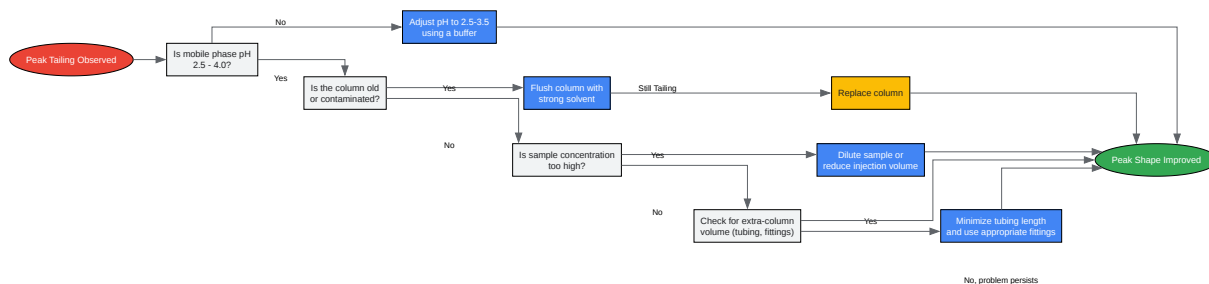 Peak Tailing Observed
Is mobile phase pH
2.5 - 4.0?
No
Adjust pH to 2.5-3.5
using a buffer
Yes
Is the column old
or contaminated?
Yes
Flush column with
strong solvent
Still Tailing
Replace column
No
Is sample concentration
too high?
Yes
Dilute sample or
reduce injection volume
Peak Shape Improved
No
Check for extra-column
volume (tubing, fittings)
Yes
Minimize tubing length
and use appropriate fittings
No, problem persists